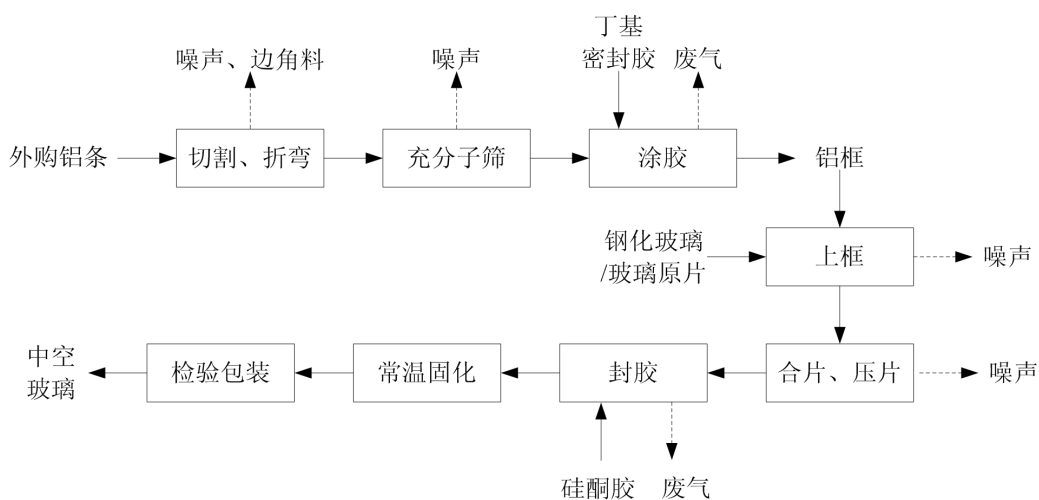 丁基
密封胶
废气
噪声、边角料
噪声
外购铝条
切割、折弯
充分子筛
涂胶
铝框
钢化玻璃
/玻璃原片
上框
噪声
中空
玻璃
检验包装
常温固化
封胶
合片、压片
噪声
硅酮胶
废气